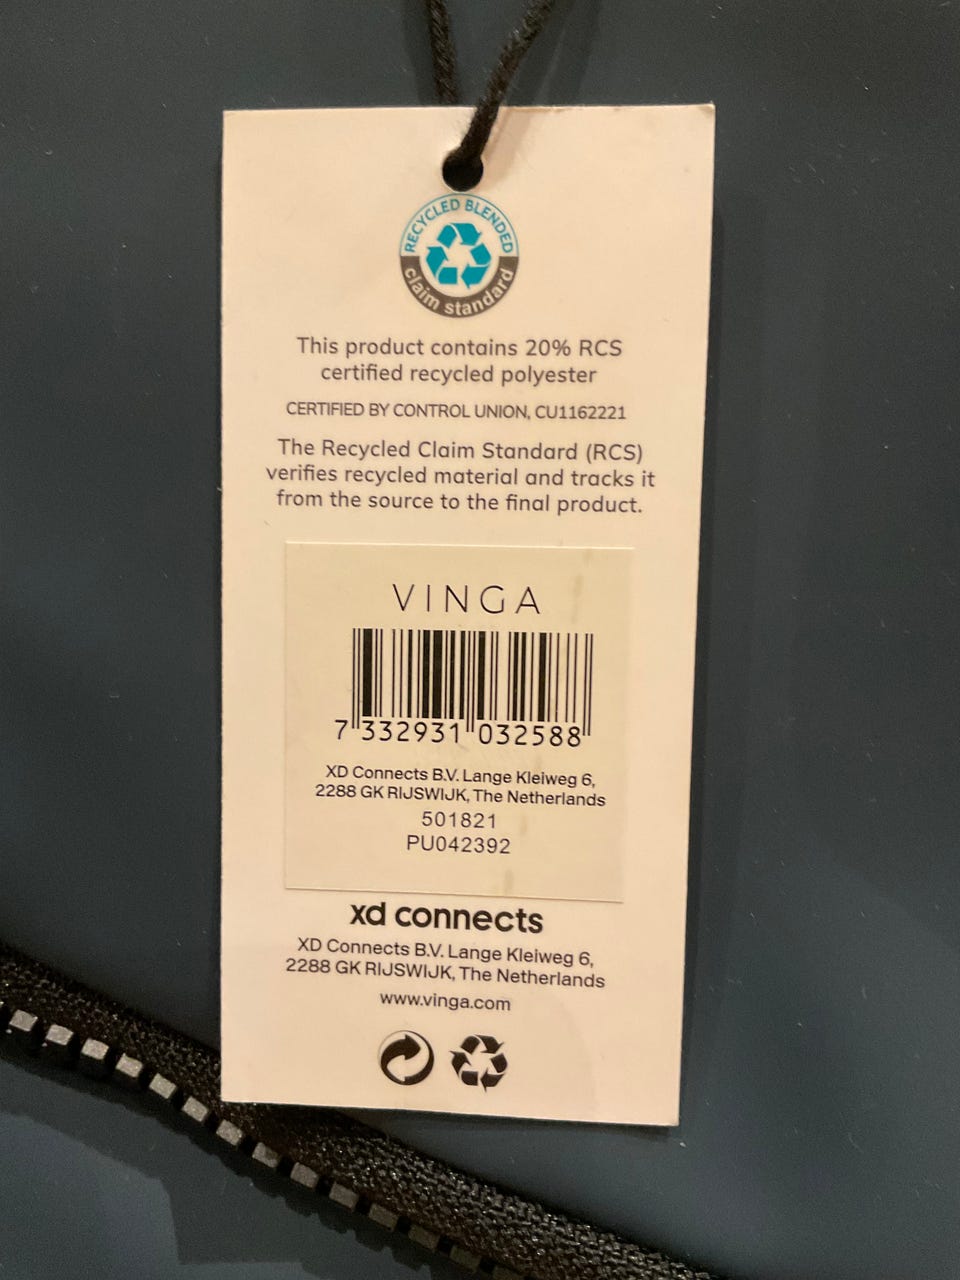 RECYCLED BLENDED
claim standard
This product contains 20% RCS
certified recycled polyester
CERTIFIED BY CONTROL UNION, CU1162221
The Recycled Claim Standard (RCS)
verifies recycled material and tracks it
from the source to the final product.
VINGA
7 332931 032588
XD Connects B.V. Lange Kleiweg 6,
2288 GK RIJSWIJK, The Netherlands
501821
PU042392
xd connects
XD Connects B.V. Lange Kleiweg 6,
2288 GK RIJSWIJK, The Netherlands
www.vinga.com